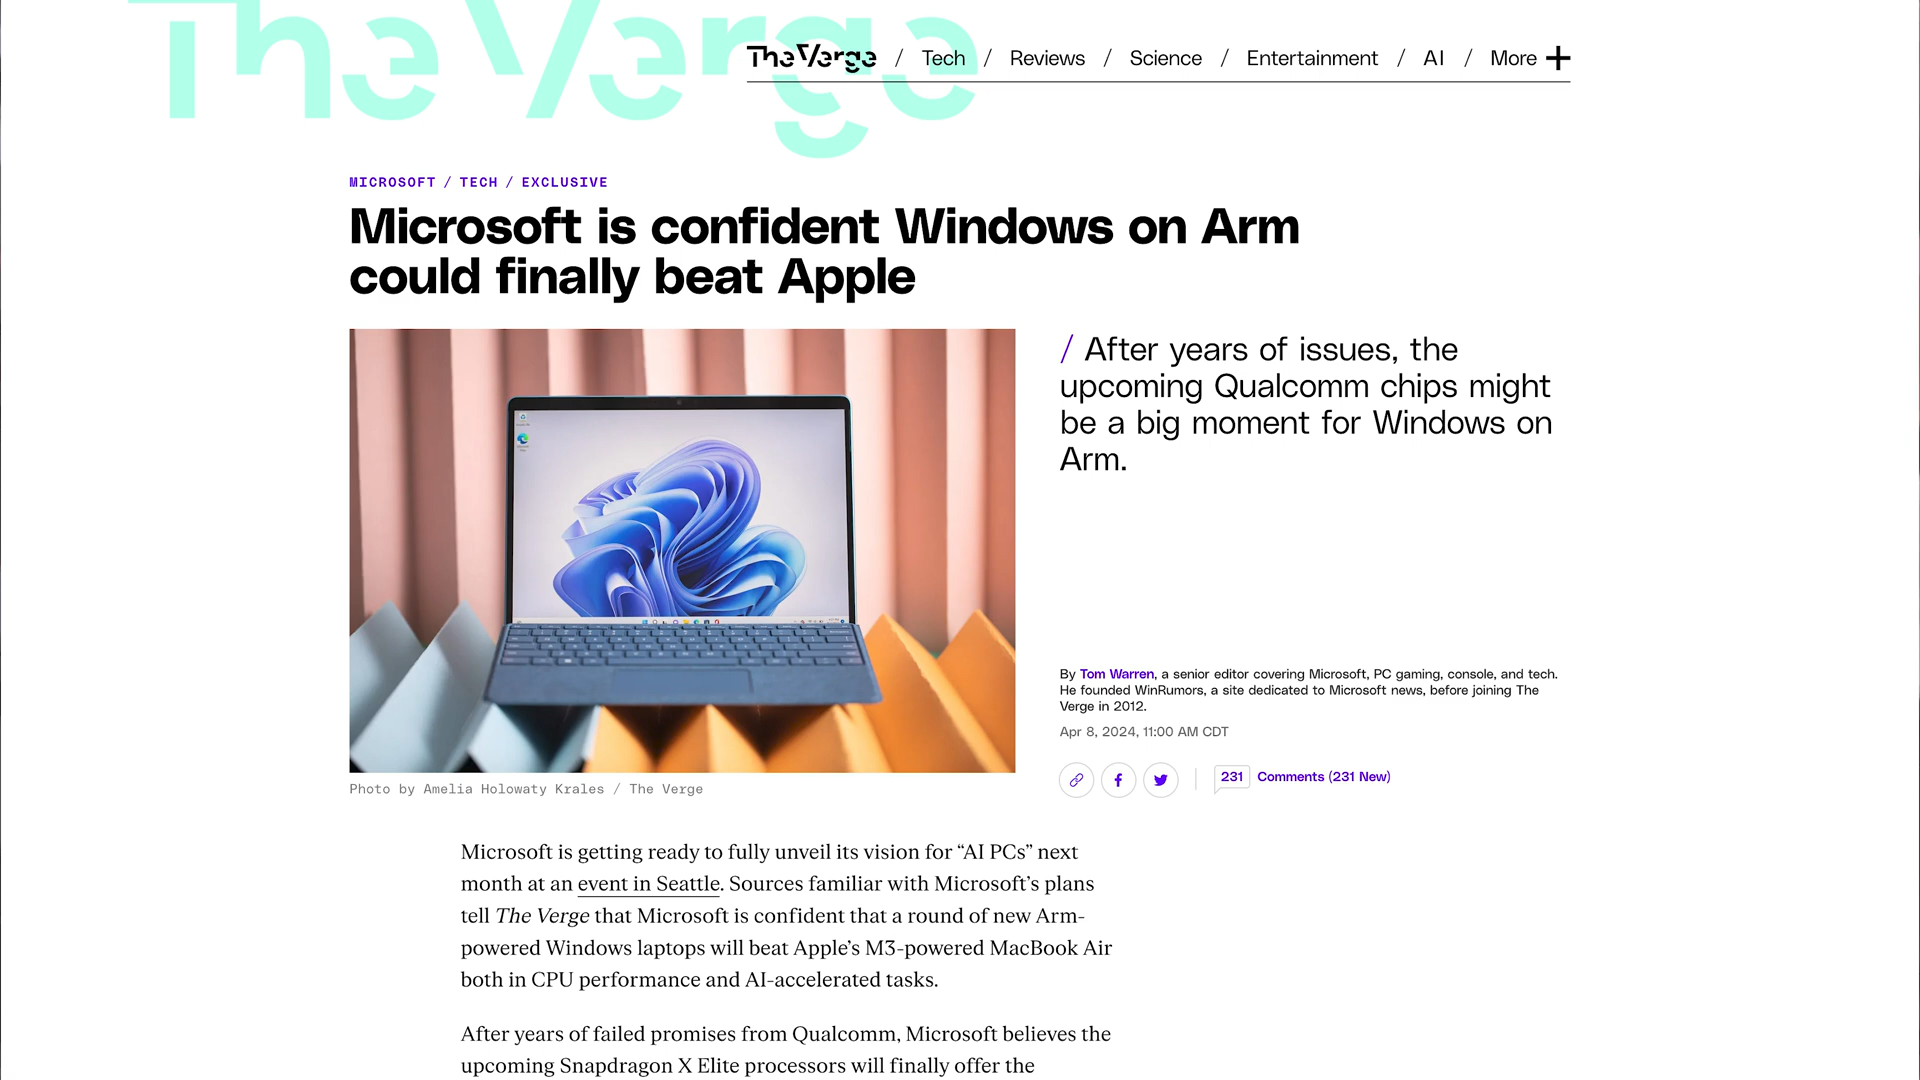 The Verge
The Verge / Tech / Reviews / Science / Entertainment / AI / More +
MICROSOFT / TECH / EXCLUSIVE
Microsoft is confident Windows on Arm
could finally beat Apple
/ After years of issues, the
upcoming Qualcomm chips might
be a big moment for Windows on
Arm.
By Tom Warren, a senior editor covering Microsoft, PC gaming, console, and tech.
He founded WinRumors, a site dedicated to Microsoft news, before joining The
Verge in 2012.
Apr 8, 2024, 11:00 AM CDT
231 Comments (231 New)
Photo by Amelia Holowaty Krales / The Verge
Microsoft is getting ready to fully unveil its vision for “AI PCs” next
month at an event in Seattle. Sources familiar with Microsoft’s plans
tell The Verge that Microsoft is confident that a round of new Arm-
powered Windows laptops will beat Apple’s M3-powered MacBook Air
both in CPU performance and AI-accelerated tasks.
After years of failed promises from Qualcomm, Microsoft believes the
upcoming Snapdragon X Elite processors will finally offer the